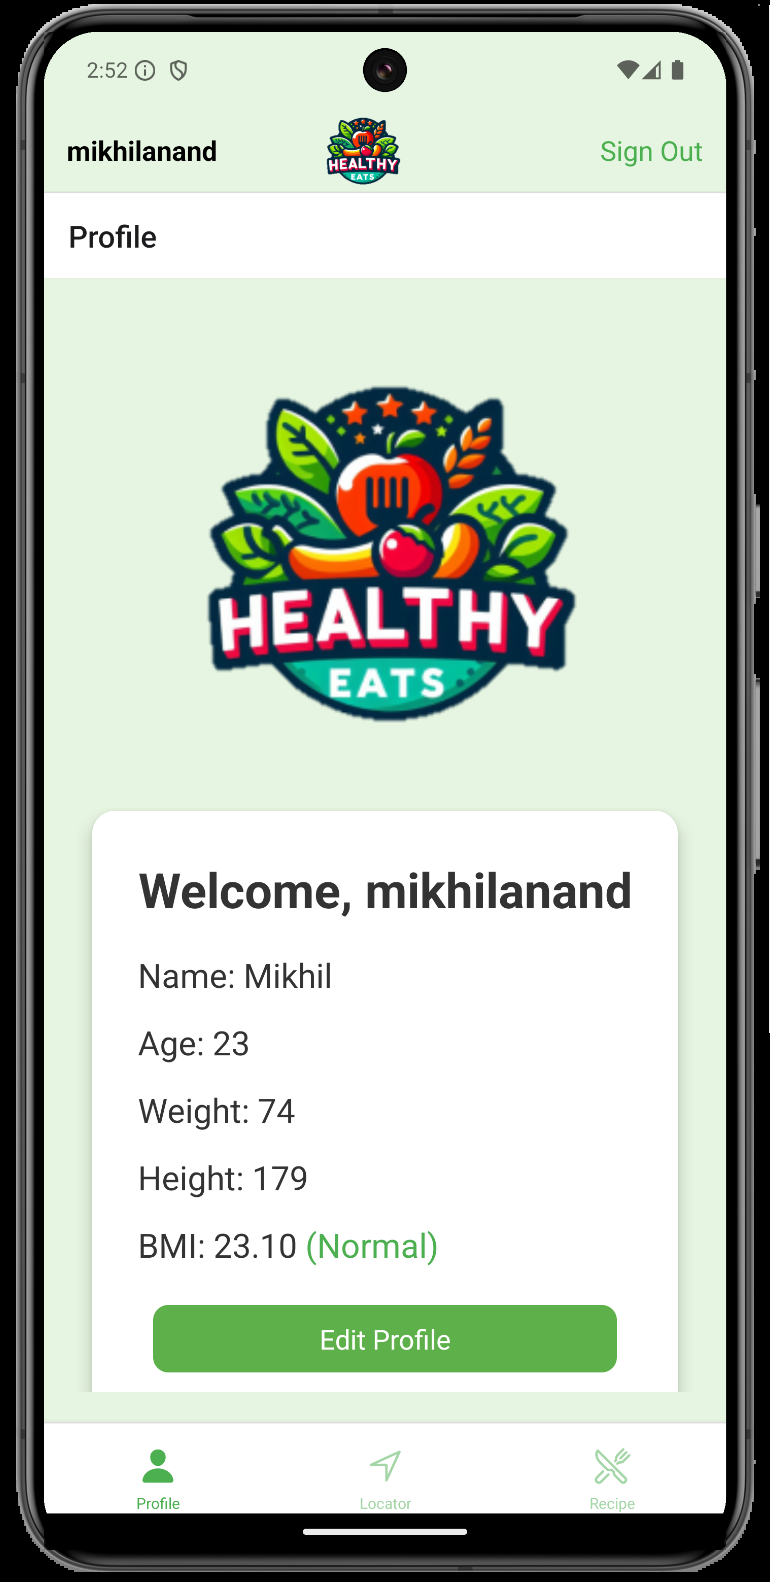 2:52
mikhilanand
HEALTHY
EATS
Sign Out
Profile
HEALTHY
EATS
Welcome, mikhilanand
Name: Mikhil
Age: 23
Weight: 74
Height: 179
BMI: 23.10 (Normal)
Edit Profile
Profile
Locator
Recipe